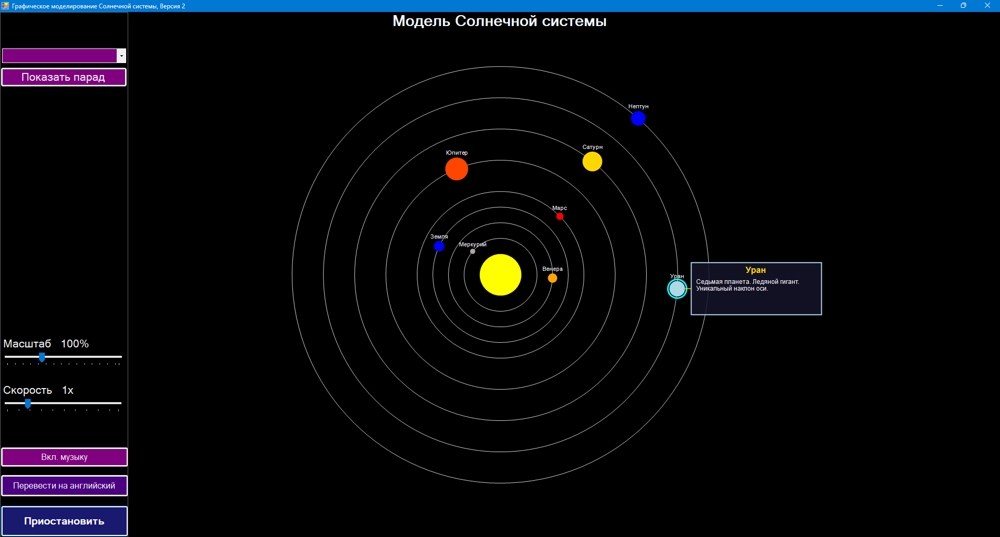 Графическое моделирование Солнечной системы, Версия 2
Модель Солнечной системы
Показать парад
Нептун
Сатурн
Юпитер
Марс
Земля
Меркурий
Венера
Уран
Уран
Седьмая планета. Ледяной гигант.
Уникальный наклон оси.
Масштаб 100%
Скорость 1x
Вкл. музыку
Перевести на английский
Приостановить